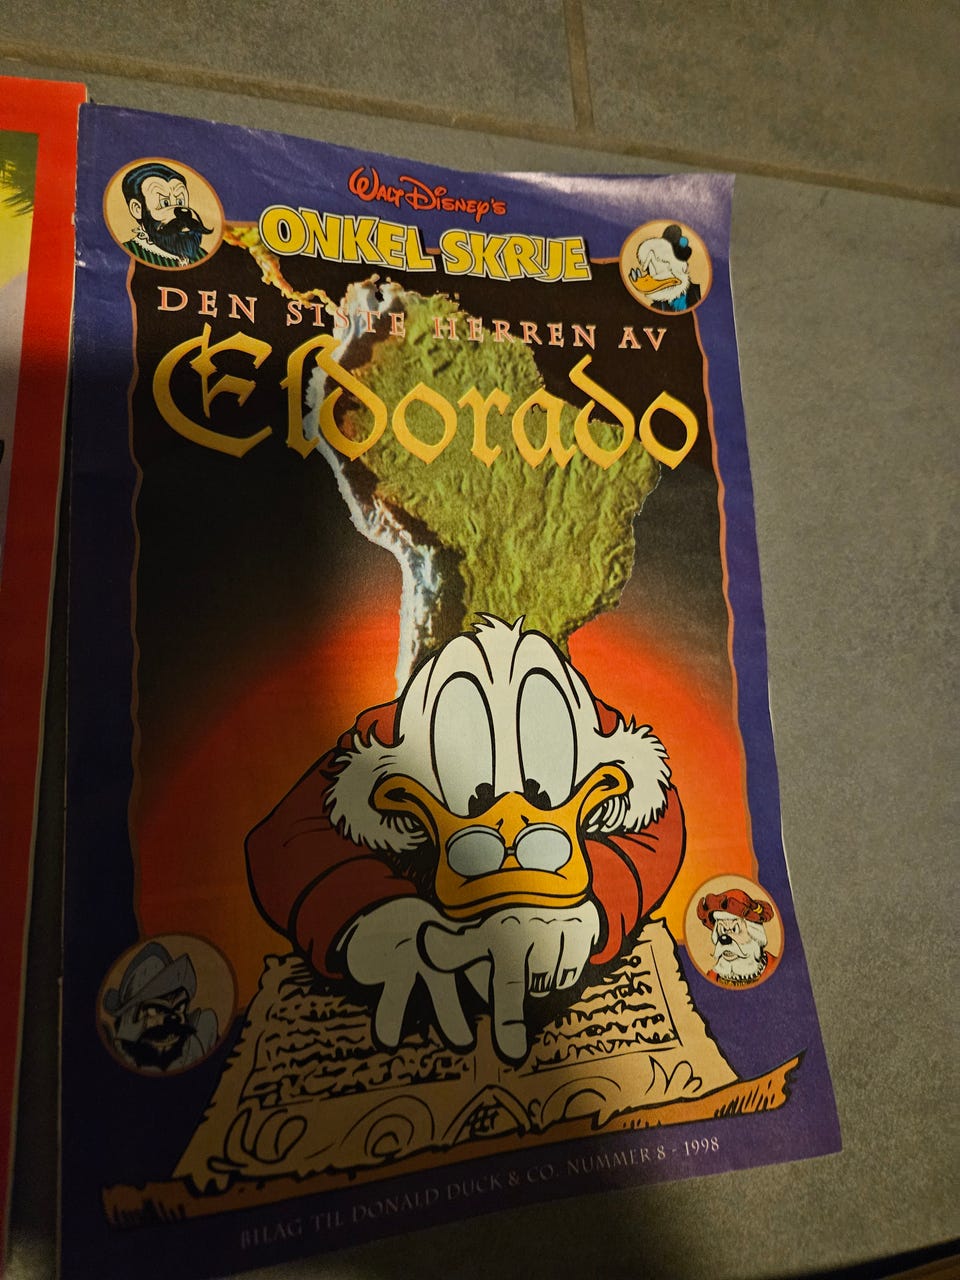 WALT DISNEY'S
ONKEL SKRUE
DEN SISTE HERREN AV
Eldorado
BILAG TIL DONALD DUCK & CO. NUMMER 8 - 1998